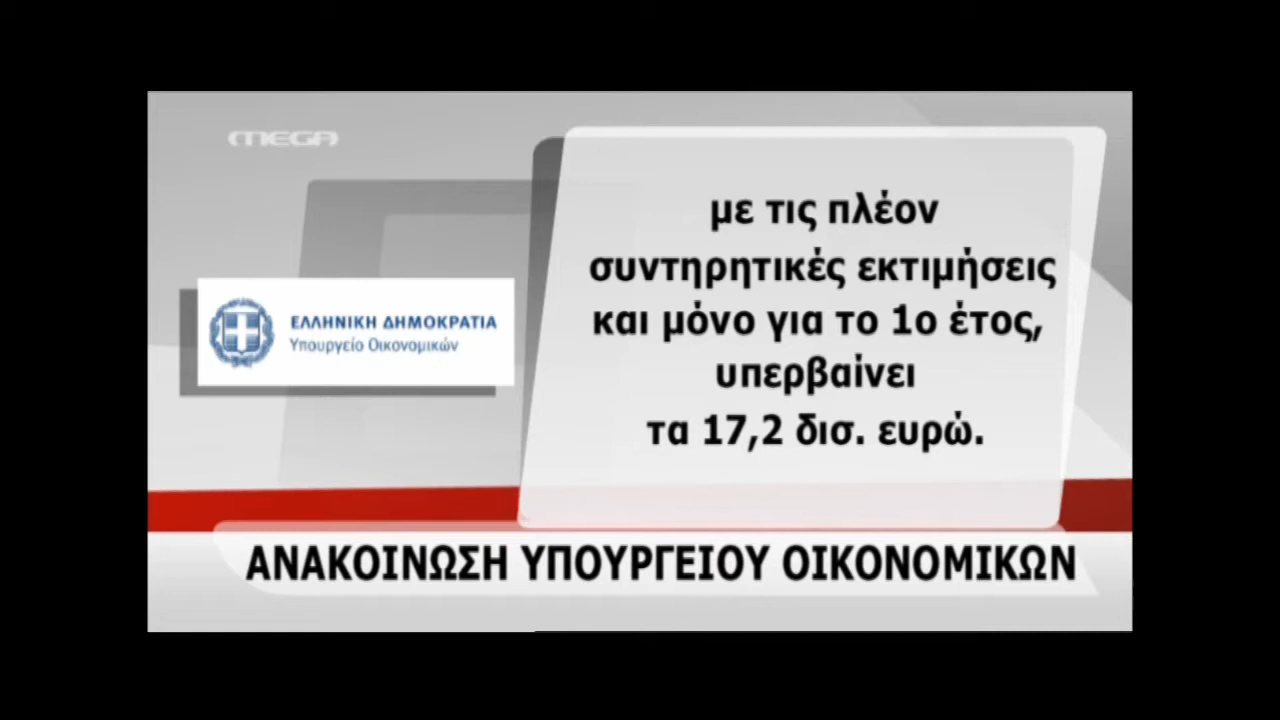 MEGA
με τις πλέον
συντηρητικές εκτιμήσεις
και μόνο για το 1ο έτος,
υπερβαίνει
τα 17,2 δισ. ευρώ.
ΕΛΛΗΝΙΚΗ ΔΗΜΟΚΡΑΤΙΑ
Υπουργείο Οικονομικών
ΑΝΑΚΟΙΝΩΣΗ ΥΠΟΥΡΓΕΙΟΥ ΟΙΚΟΝΟΜΙΚΩΝ